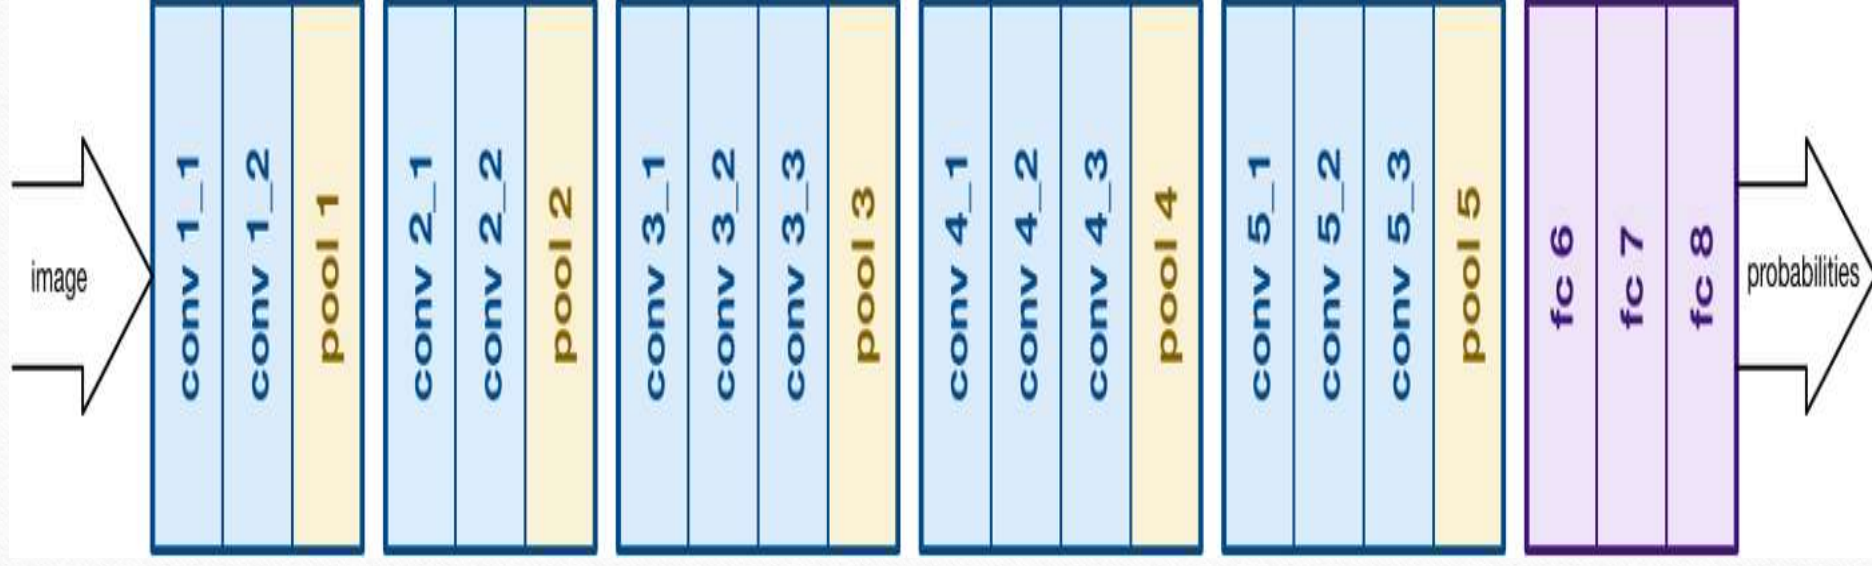 image
conv 1_1
conv 1_2
pool 1
conv 2_1
conv 2_2
pool 2
conv 3_1
conv 3_2
conv 3_3
pool 3
conv 4_1
conv 4_2
conv 4_3
pool 4
conv 5_1
conv 5_2
conv 5_3
pool 5
fc 6
fc 7
fc 8
probabilities